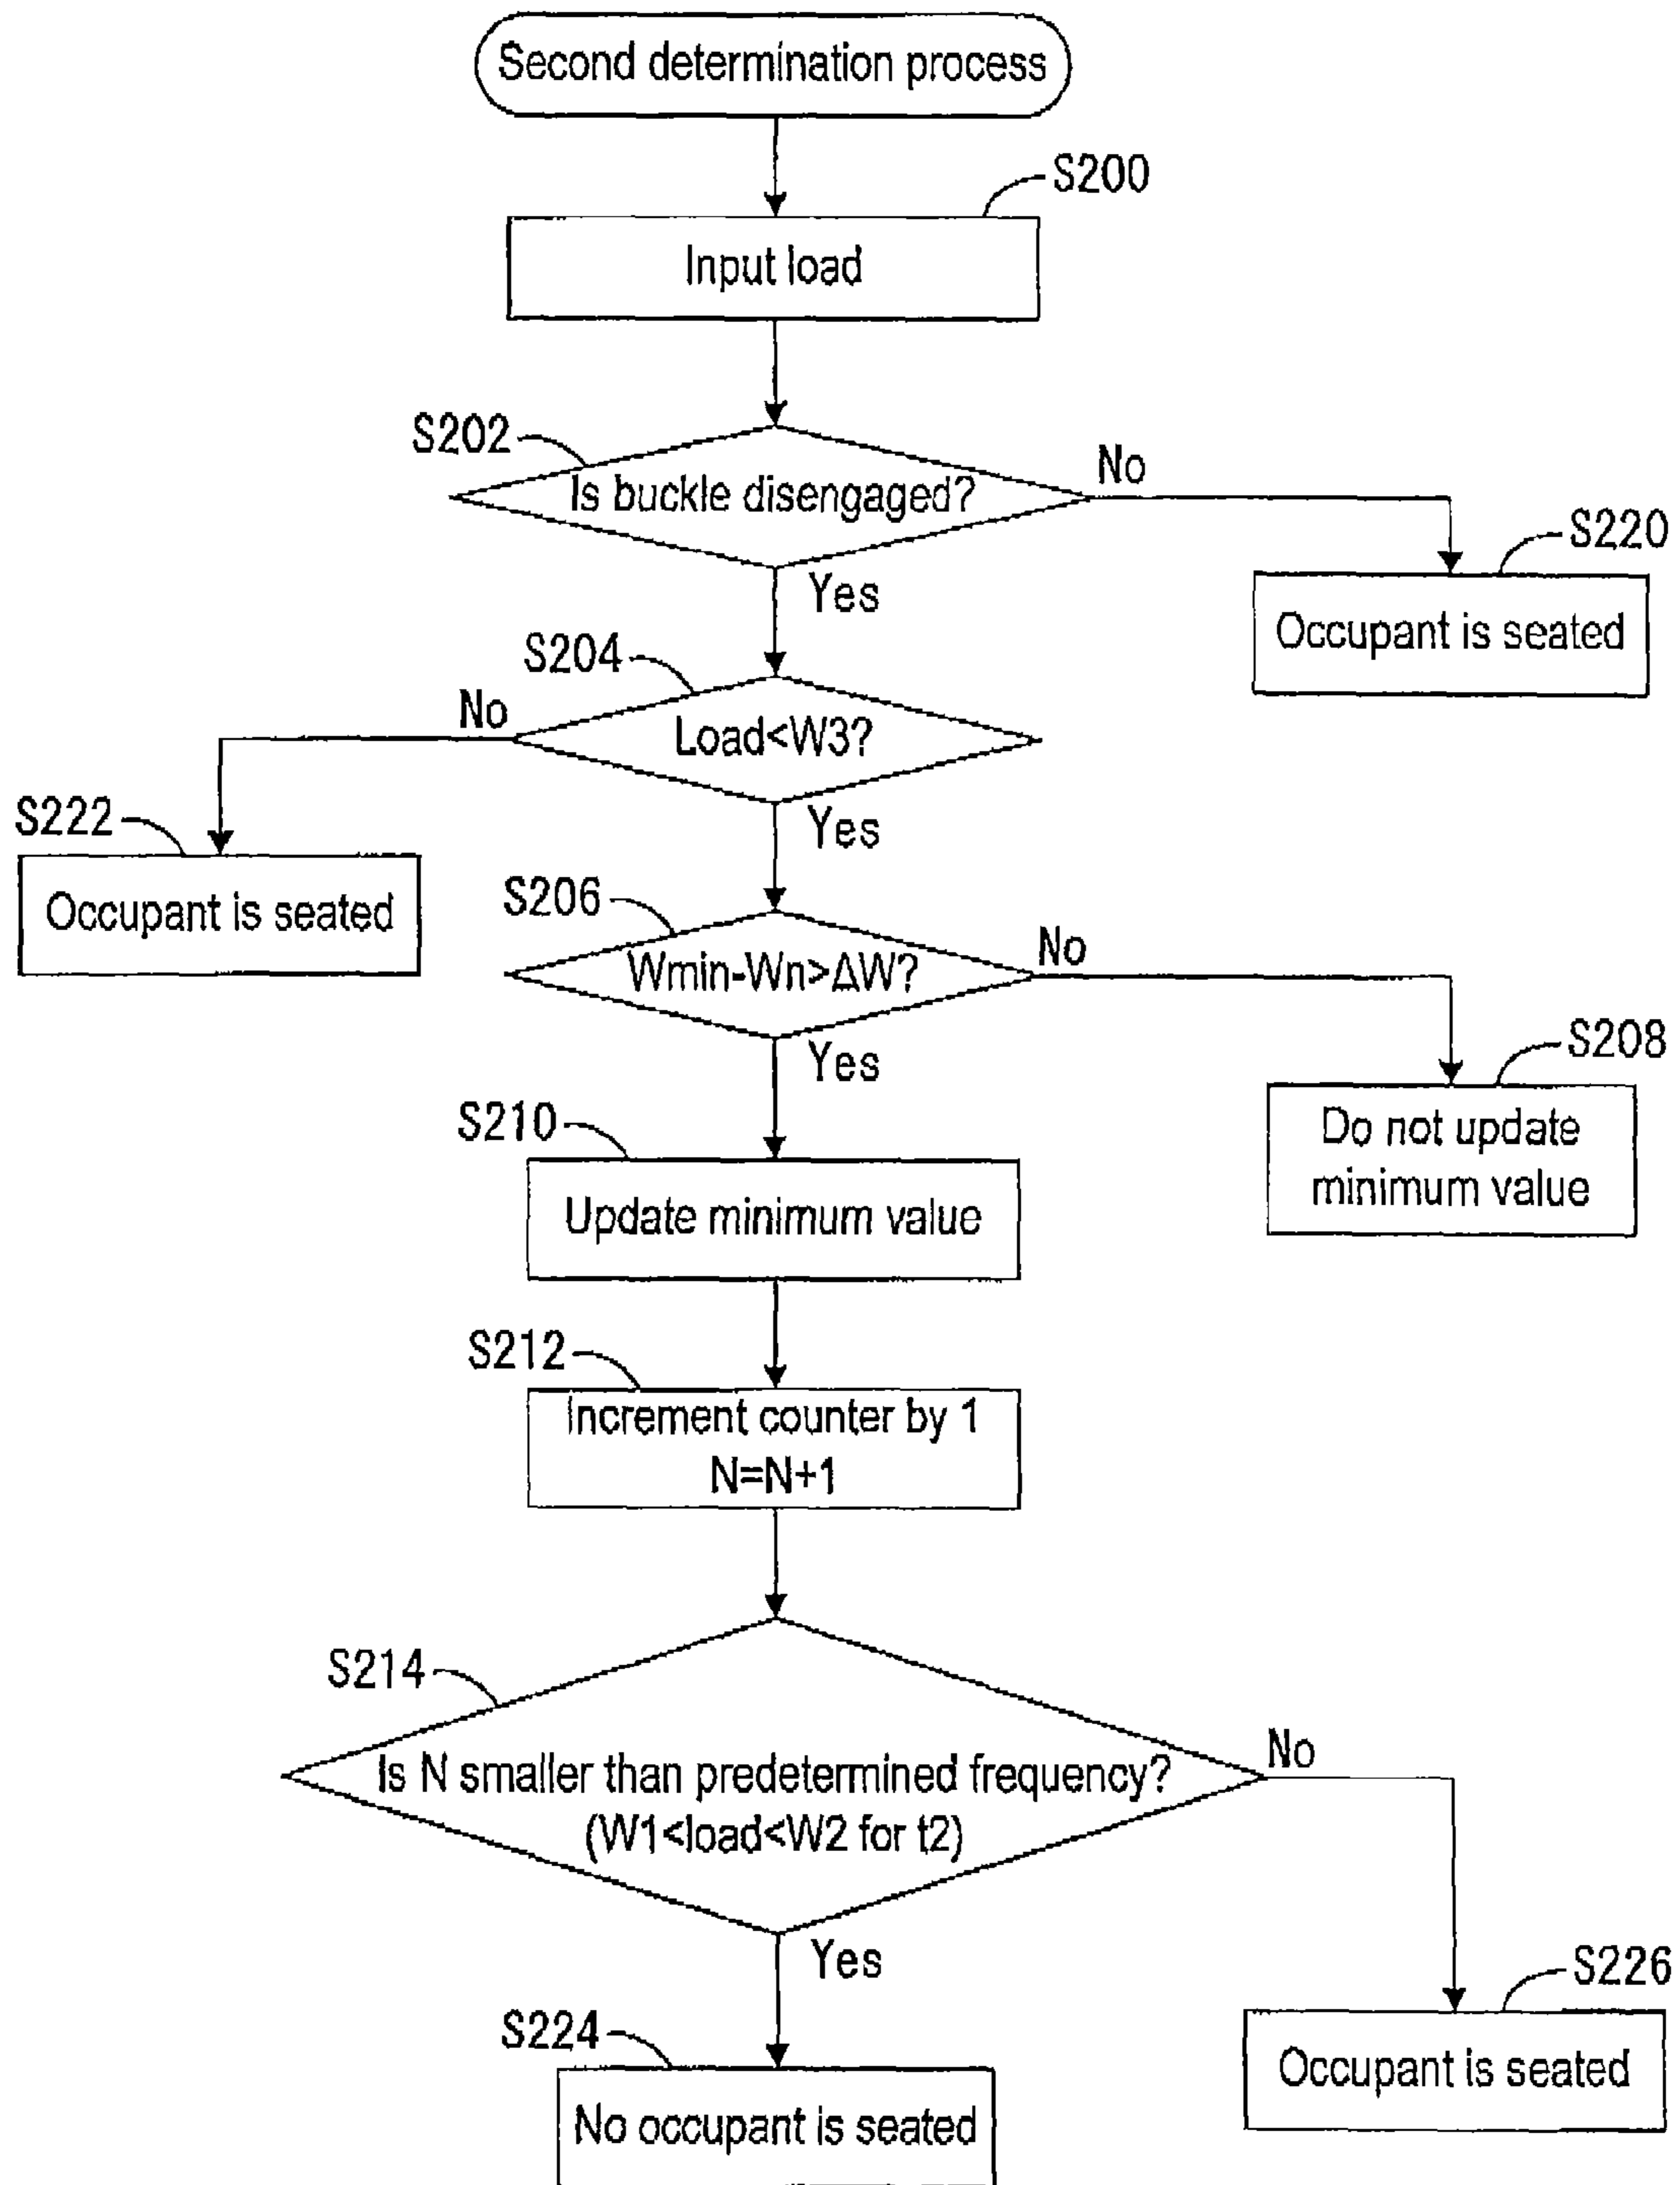 Second determination process
S200
Input load
S202
Is buckle disengaged?
No
S220
Occupant is seated
Yes
S204
No
Load<W3?
S222
Occupant is seated
Yes
S206
Wmin-Wn>ΔW?
No
S208
Do not update
minimum value
Yes
S210
Update minimum value
S212
Increment counter by 1
N=N+1
S214
Is N smaller than predetermined frequency?
(W1<load<W2 for t2)
No
S226
Occupant is seated
Yes
S224
No occupant is seated